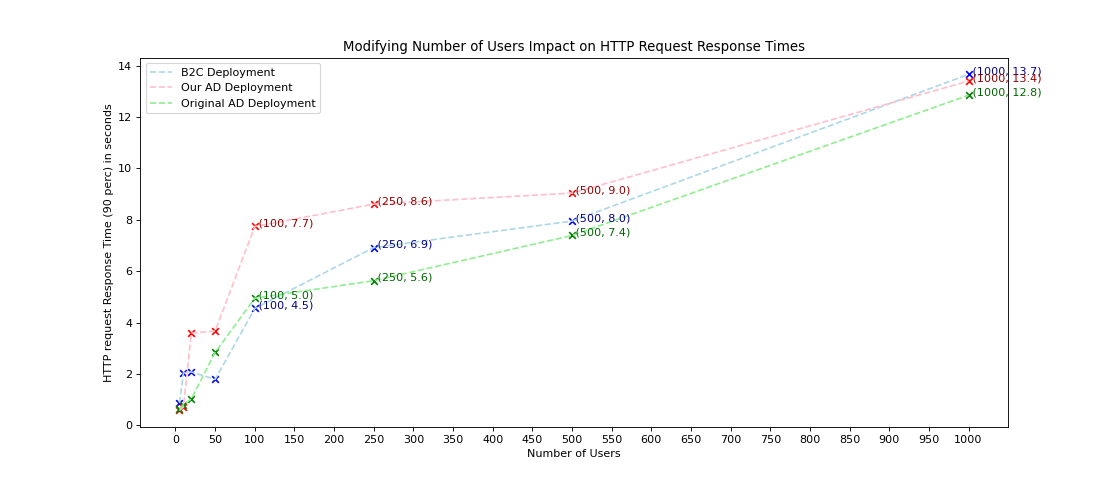 Modifying Number of Users Impact on HTTP Request Response Times
B2C Deployment
Our AD Deployment
Original AD Deployment
HTTP request Response Time (90 perc) in seconds
14
12
10
8
6
4
2
0
(1000, 13.7)
(1000, 13.4)
(1000, 12.8)
(500, 9.0)
(250, 8.6)
(500, 8.0)
(100, 7.7)
(500, 7.4)
(250, 6.9)
(250, 5.6)
(100, 5.0)
(100, 4.5)
0 50 100 150 200 250 300 350 400 450 500 550 600 650 700 750 800 850 900 950 1000
Number of Users